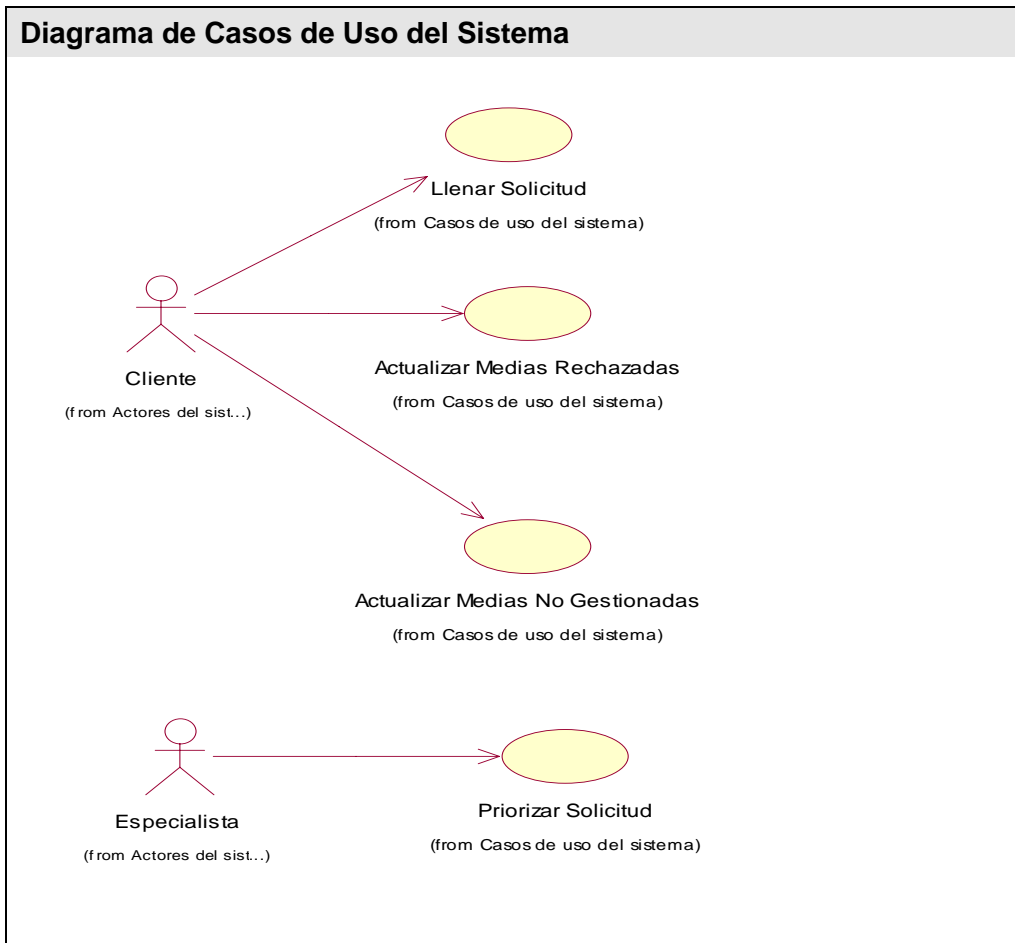 Diagrama de Casos de Uso del Sistema
Llenar Solicitud
(from Casos de uso del sistema)
Actualizar Medias Rechazadas
(from Casos de uso del sistema)
Cliente
(from Actores del sist...)
Actualizar Medias No Gestionadas
(from Casos de uso del sistema)
Priorizar Solicitud
(from Casos de uso del sistema)
Especialista
(from Actores del sist...)